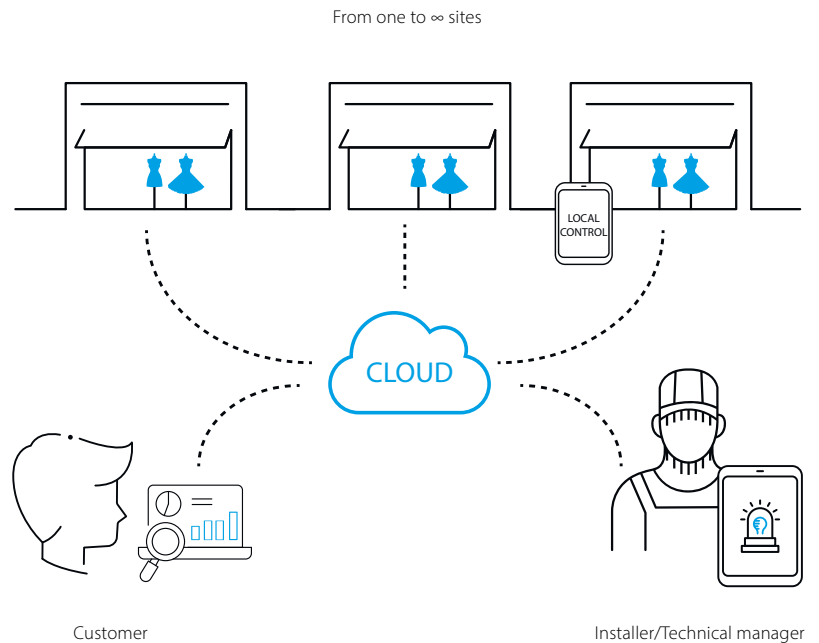 From one to ∞ sites
LOCAL
CONTROL
CLOUD
Customer
Installer/Technical manager